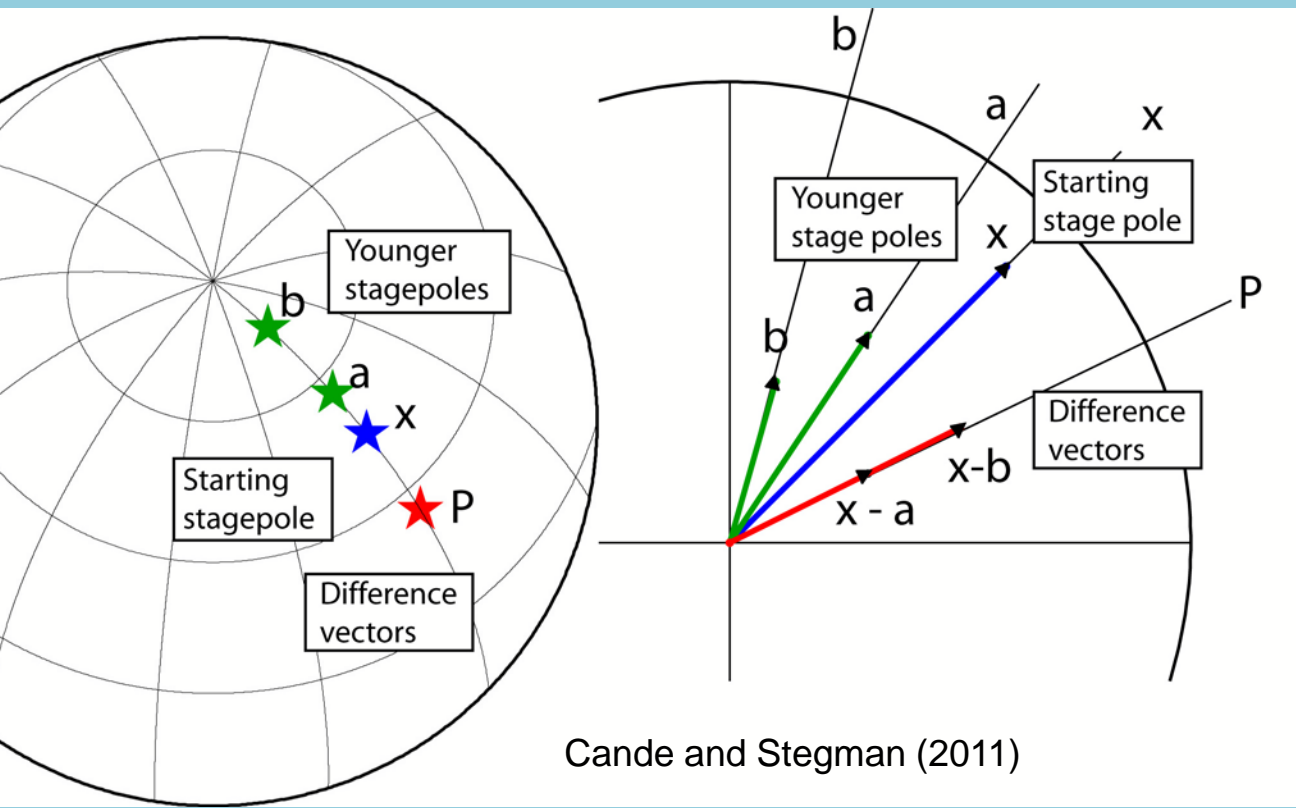 b
Younger
stagepoles
a
x
Starting
stagepole
P
Difference
vectors
b
a
x
Younger
stage poles
Starting
stage pole
x
a
b
P
Difference
vectors
x-b
x - a
Cande and Stegman (2011)